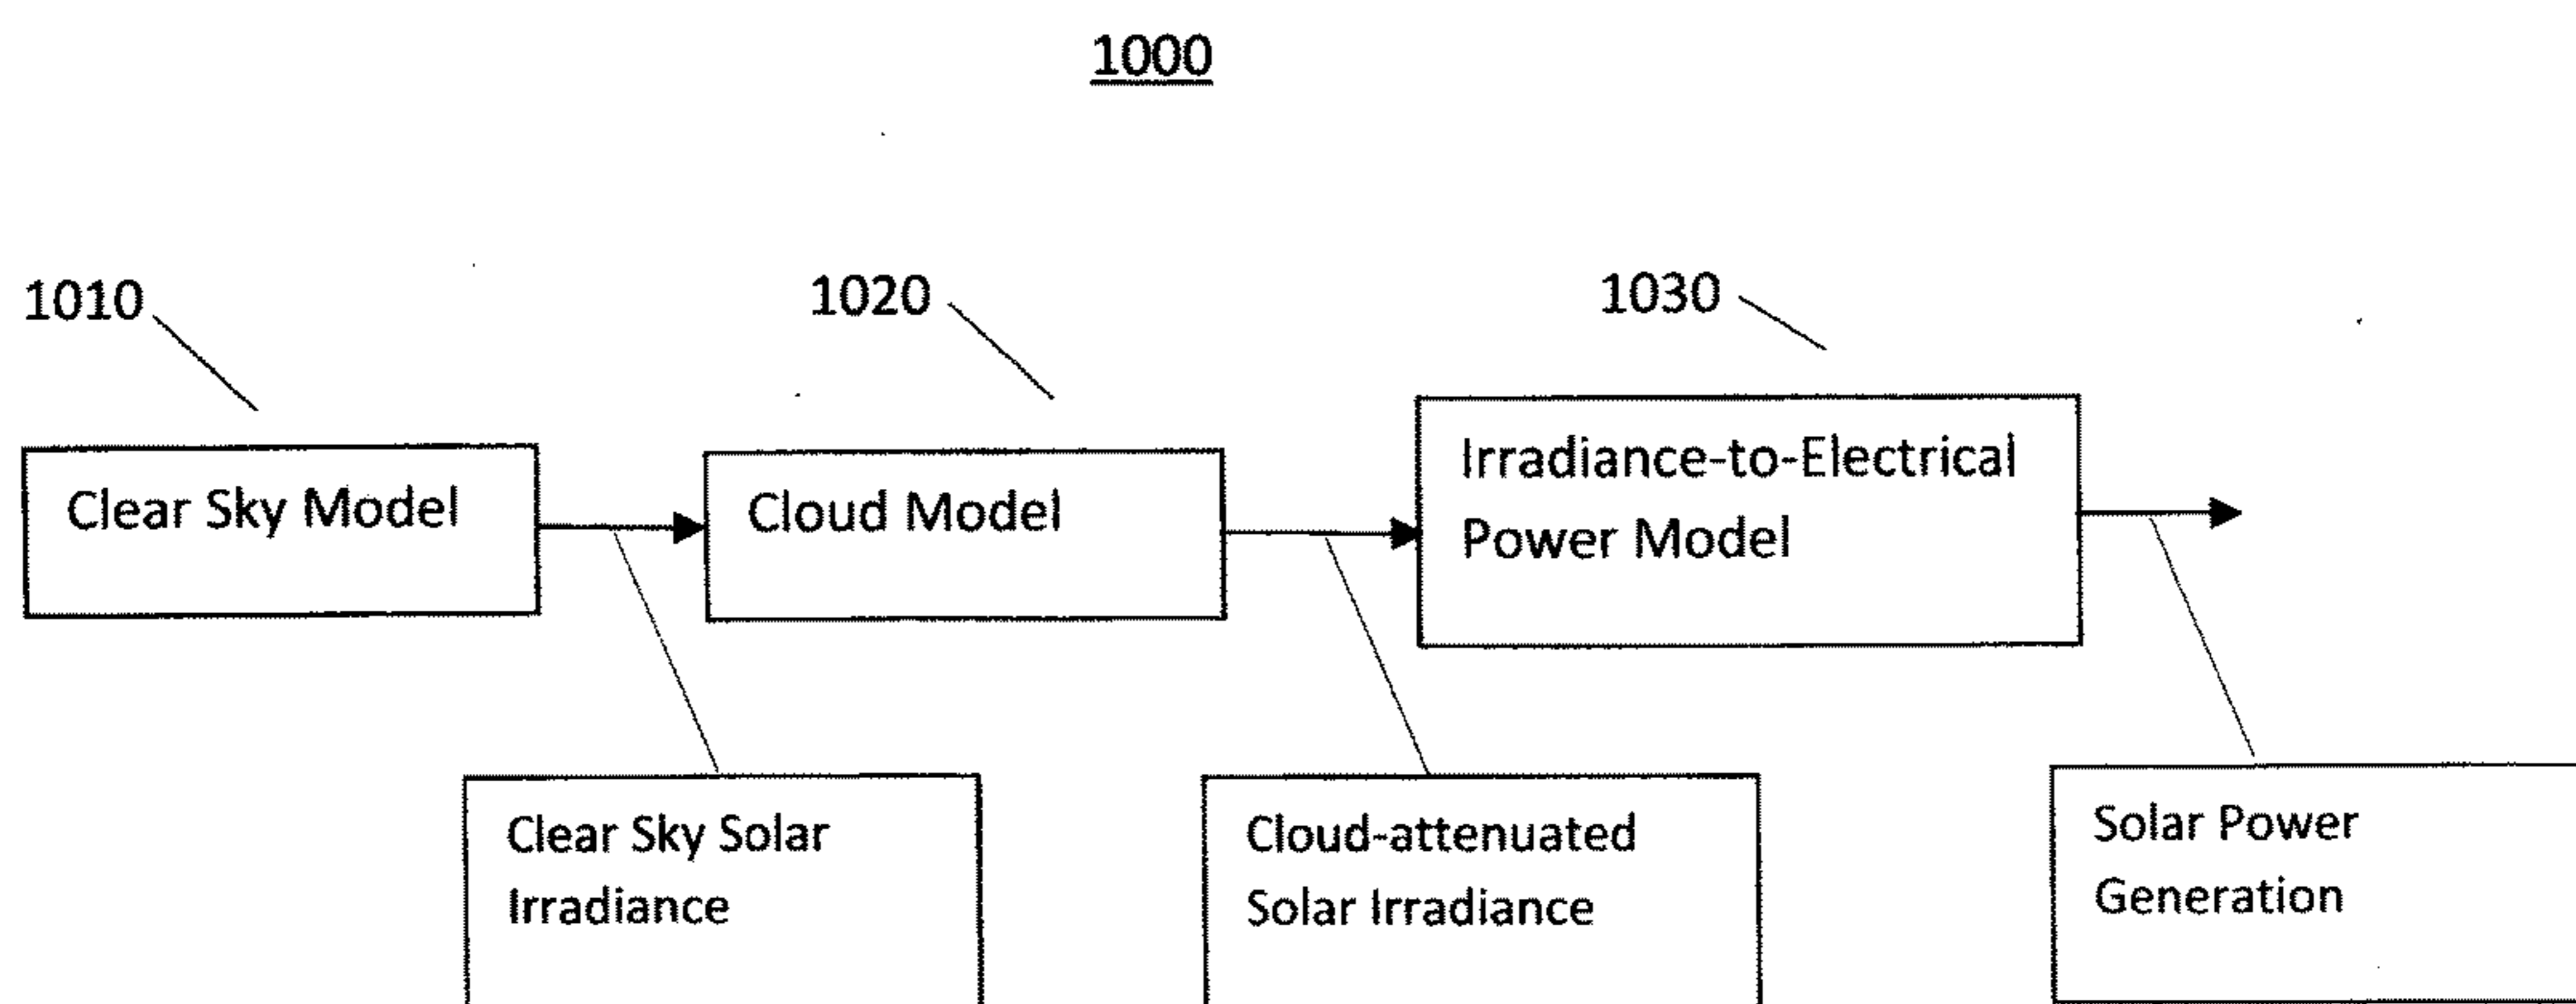 1000
1010
1020
1030
Clear Sky Model
Cloud Model
Irradiance-to-Electrical
Power Model
Clear Sky Solar
Irradiance
Cloud-attenuated
Solar Irradiance
Solar Power
Generation